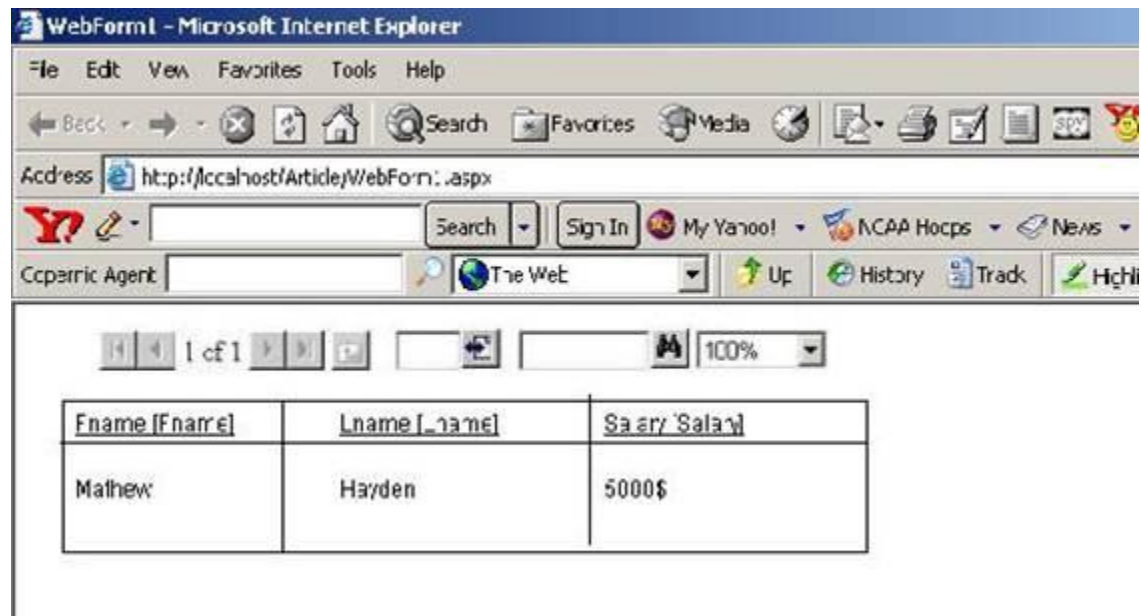 WebForm1 - Microsoft Internet Explorer
File Edit View Favorites Tools Help
Back Search Favorites Media SPY
Address http://localhost/Article/WebForm1.aspx
Y! Search Sign In My Yahoo! NCAA Hoops News
Copernic Agent The Web Up History Track Highli
1 of 1 100%
Fname [Fname] Lname [Lname] Salary [Salary]
Mathew Hayden 5000$